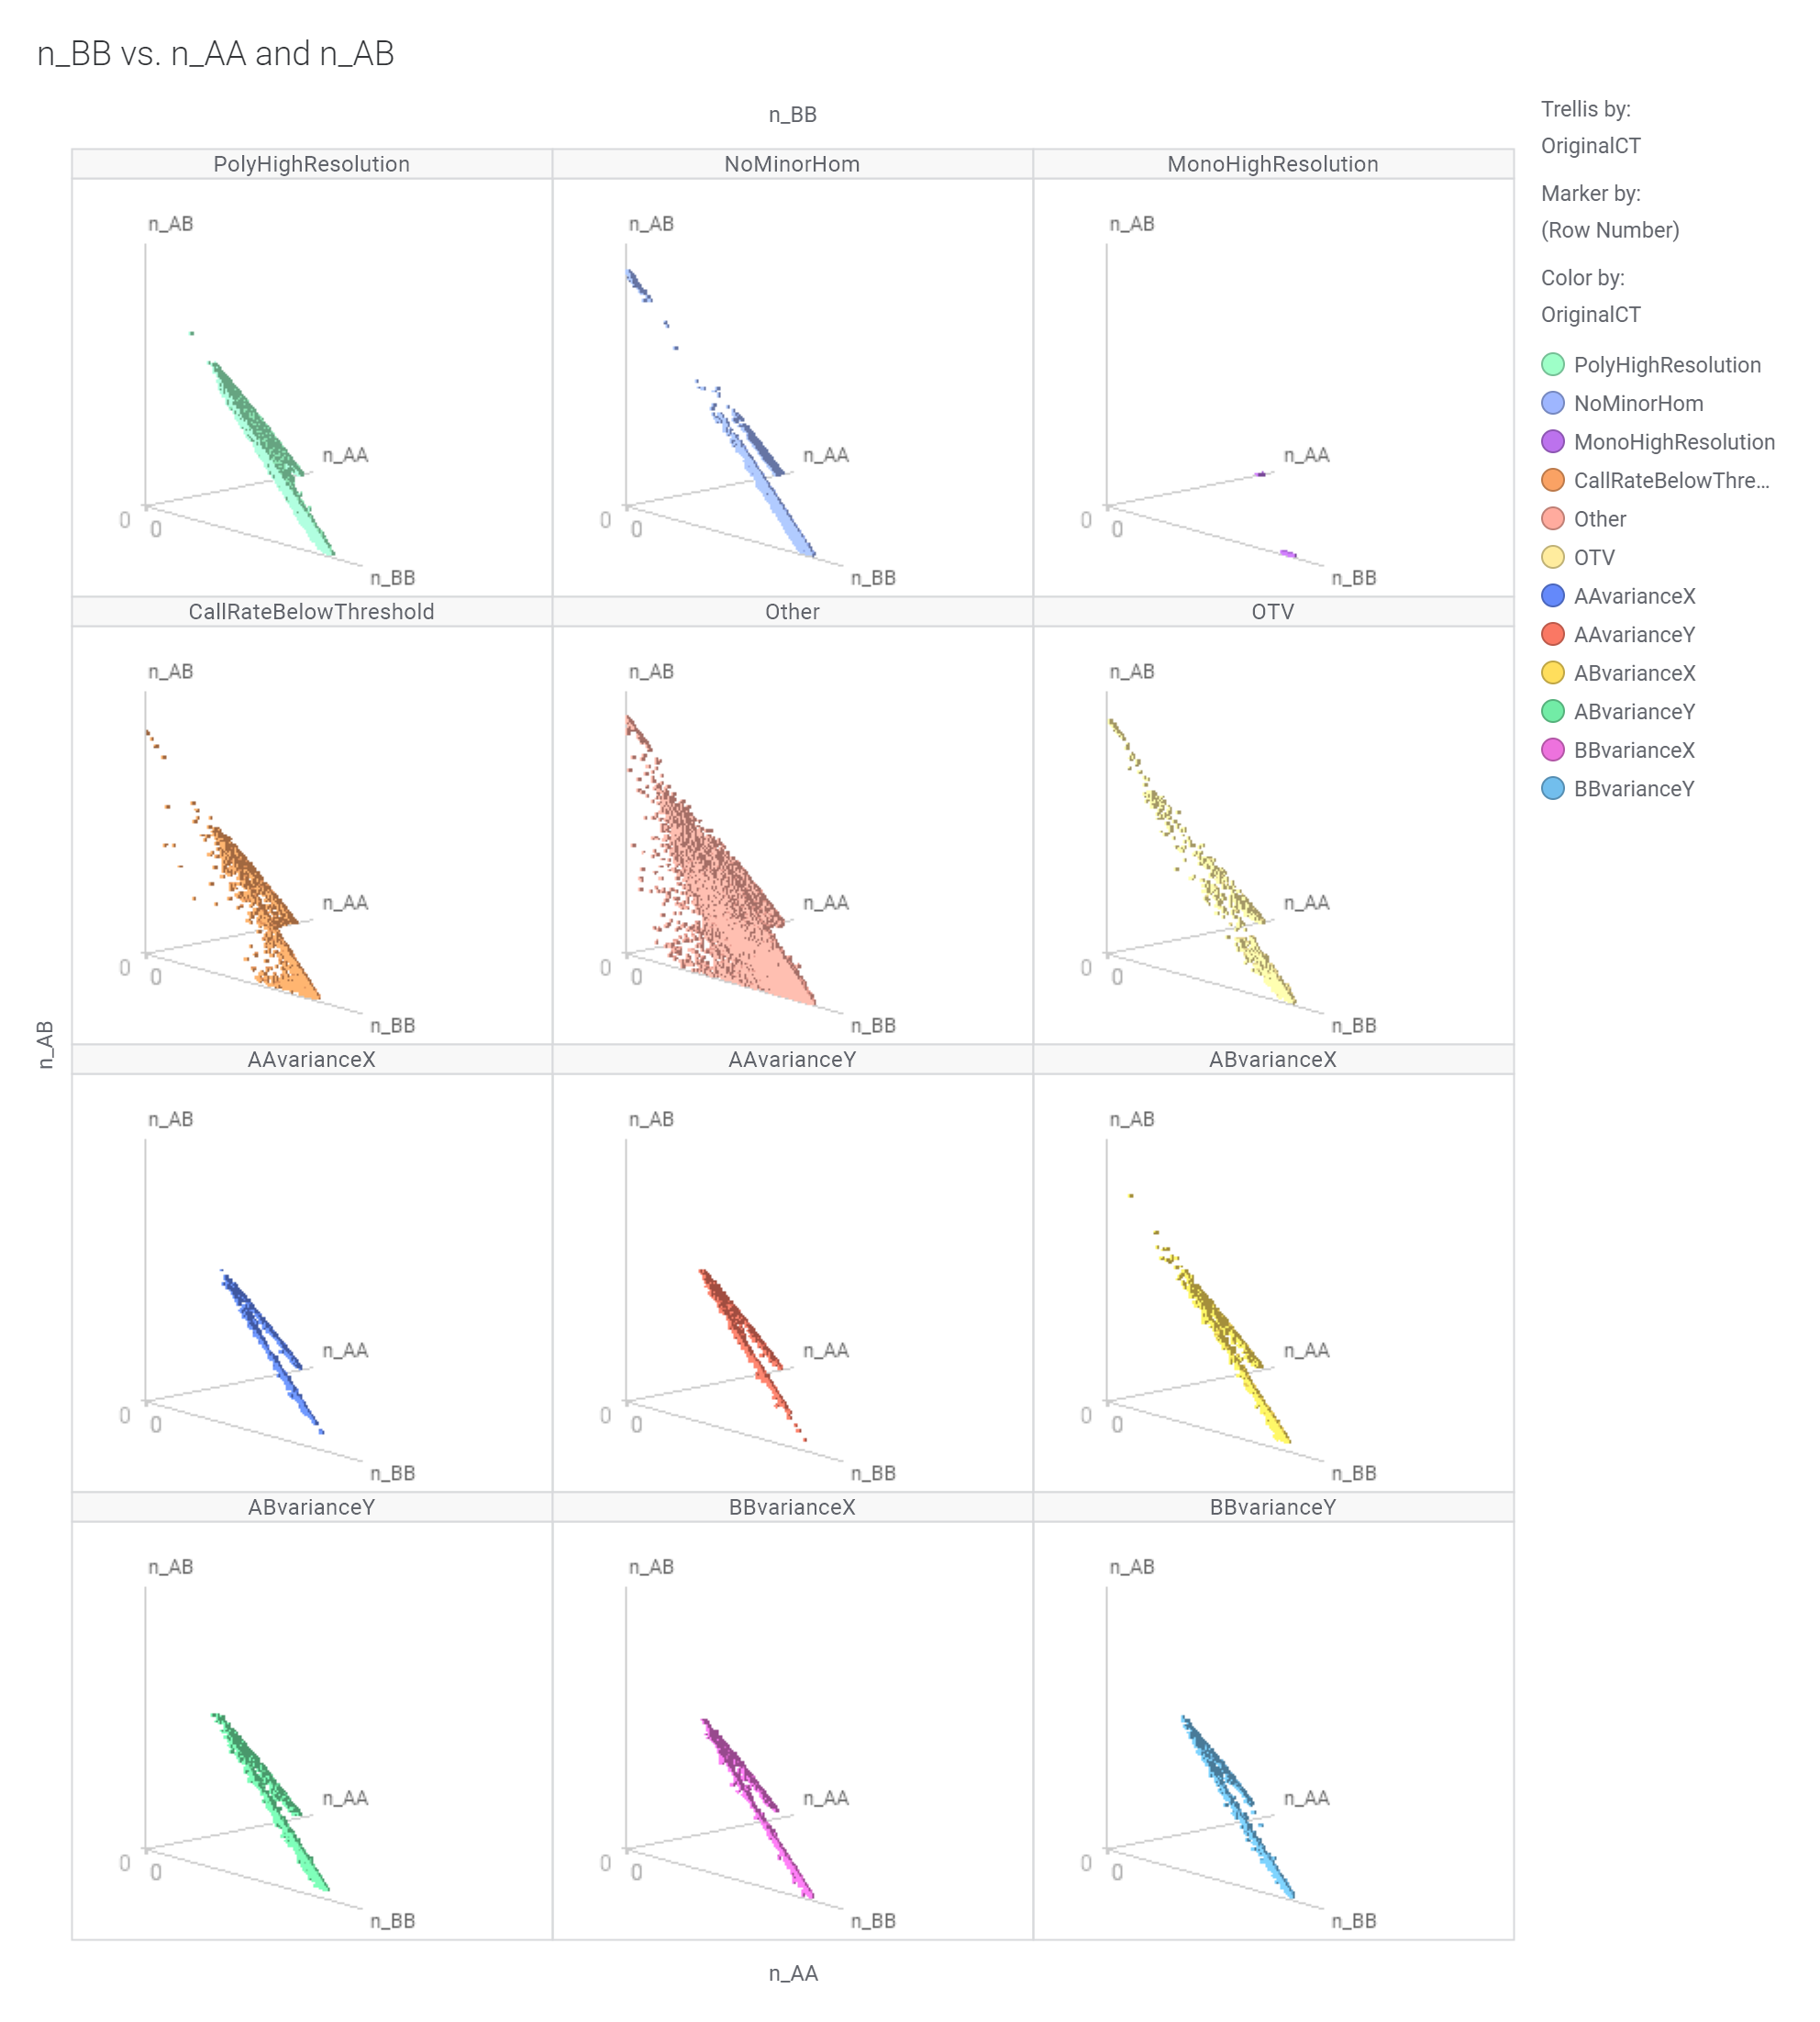 n_BB vs. n_AA and n_AB
n_BB
Trellis by:
OriginalCT
Marker by:
(Row Number)
Color by:
OriginalCT
PolyHighResolution
NoMinorHom
MonoHighResolution
CallRateBelowThre...
Other
OTV
AAvarianceX
AAvarianceY
ABvarianceX
ABvarianceY
BBvarianceX
BBvarianceY
PolyHighResolution
n_AB
n_AA
0
0
n_BB
NoMinorHom
n_AB
n_AA
0
0
n_BB
MonoHighResolution
n_AB
n_AA
0
0
n_BB
CallRateBelowThreshold
n_AB
n_AA
0
0
n_BB
Other
n_AB
n_AA
0
0
n_BB
OTV
n_AB
n_AA
0
0
n_BB
n_AB
AAvarianceX
n_AB
n_AA
0
0
n_BB
AAvarianceY
n_AB
n_AA
0
0
n_BB
ABvarianceX
n_AB
n_AA
0
0
n_BB
ABvarianceY
n_AB
n_AA
0
0
n_BB
BBvarianceX
n_AB
n_AA
0
0
n_BB
BBvarianceY
n_AB
n_AA
0
0
n_BB
n_AA